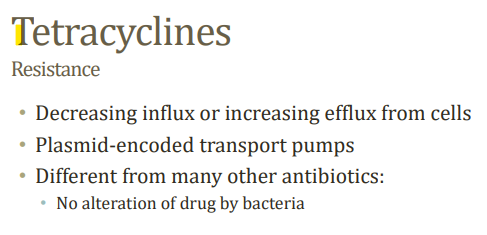 Tetracyclines
Resistance
• Decreasing influx or increasing efflux from cells
• Plasmid-encoded transport pumps
• Different from many other antibiotics:
• No alteration of drug by bacteria